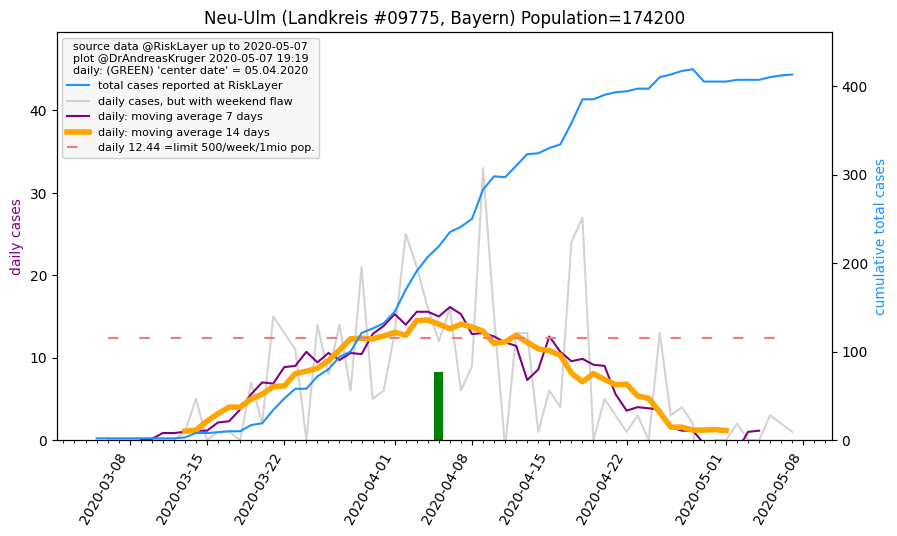 Neu-Ulm (Landkreis #09775, Bayern) Population=174200
source data @RiskLayer up to 2020-05-07
plot @DrAndreasKruger 2020-05-07 19:19
daily: (GREEN) 'center date' = 05.04.2020
total cases reported at RiskLayer
daily cases, but with weekend flaw
daily: moving average 7 days
daily: moving average 14 days
daily 12.44 =limit 500/week/1mio pop.
daily cases
40
30
20
10
0
cumulative total cases
400
300
200
100
0
2020-03-08
2020-03-15
2020-03-22
2020-04-01
2020-04-08
2020-04-15
2020-04-22
2020-05-01
2020-05-08